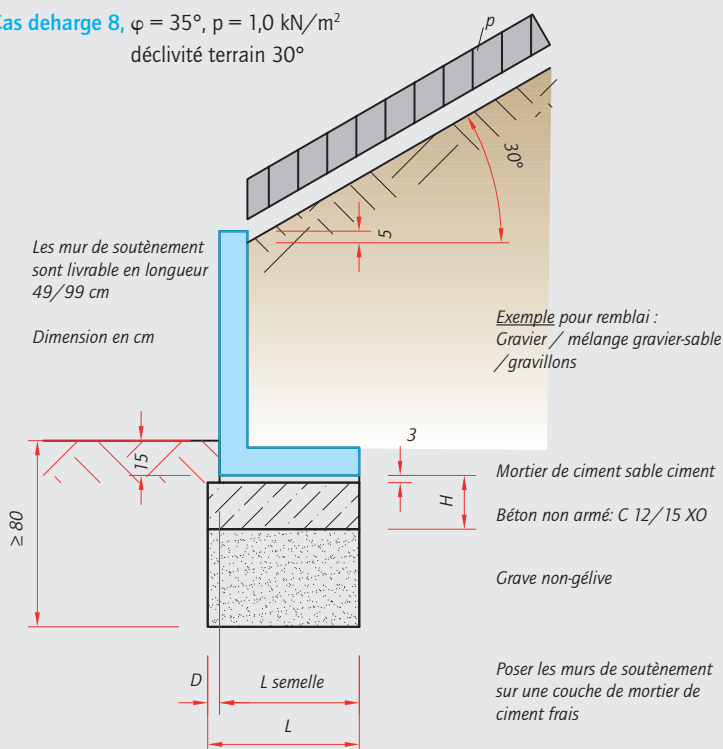 Cas deharge 8, φ = 35°, p = 1,0 kN/m²
déclivité terrain 30°
p
30°
5
Les mur de soutènement
sont livrable en longueur
49/99 cm
Dimension en cm
Exemple pour remblai :
Gravier / mélange gravier-sable
/gravillons
3
15
≥ 80
H
Mortier de ciment sable ciment
Béton non armé: C 12/15 XO
Grave non-gélive
D
L semelle
L
Poser les murs de soutènement
sur une couche de mortier de
ciment frais